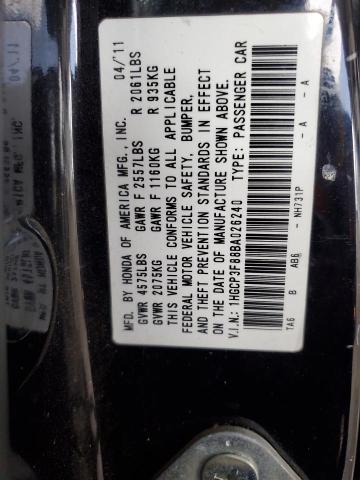 MFD. BY HONDA OF AMERICA MFG., INC. 04/11
GVWR 4575LBS GAWR F 2557LBS R 2061LBS
GVWR 2075KG GAWR F 1160KG R 935KG
THIS VEHICLE CONFORMS TO ALL APPLICABLE
FEDERAL MOTOR VEHICLE SAFETY, BUMPER,
AND THEFT PREVENTION STANDARDS IN EFFECT
ON THE DATE OF MANUFACTURE SHOWN ABOVE.
V.I.N.: 1HGCP3F88BA026240 TYPE: PASSENGER CAR
TA6 B AB6 - NH731P - A - A
04/11